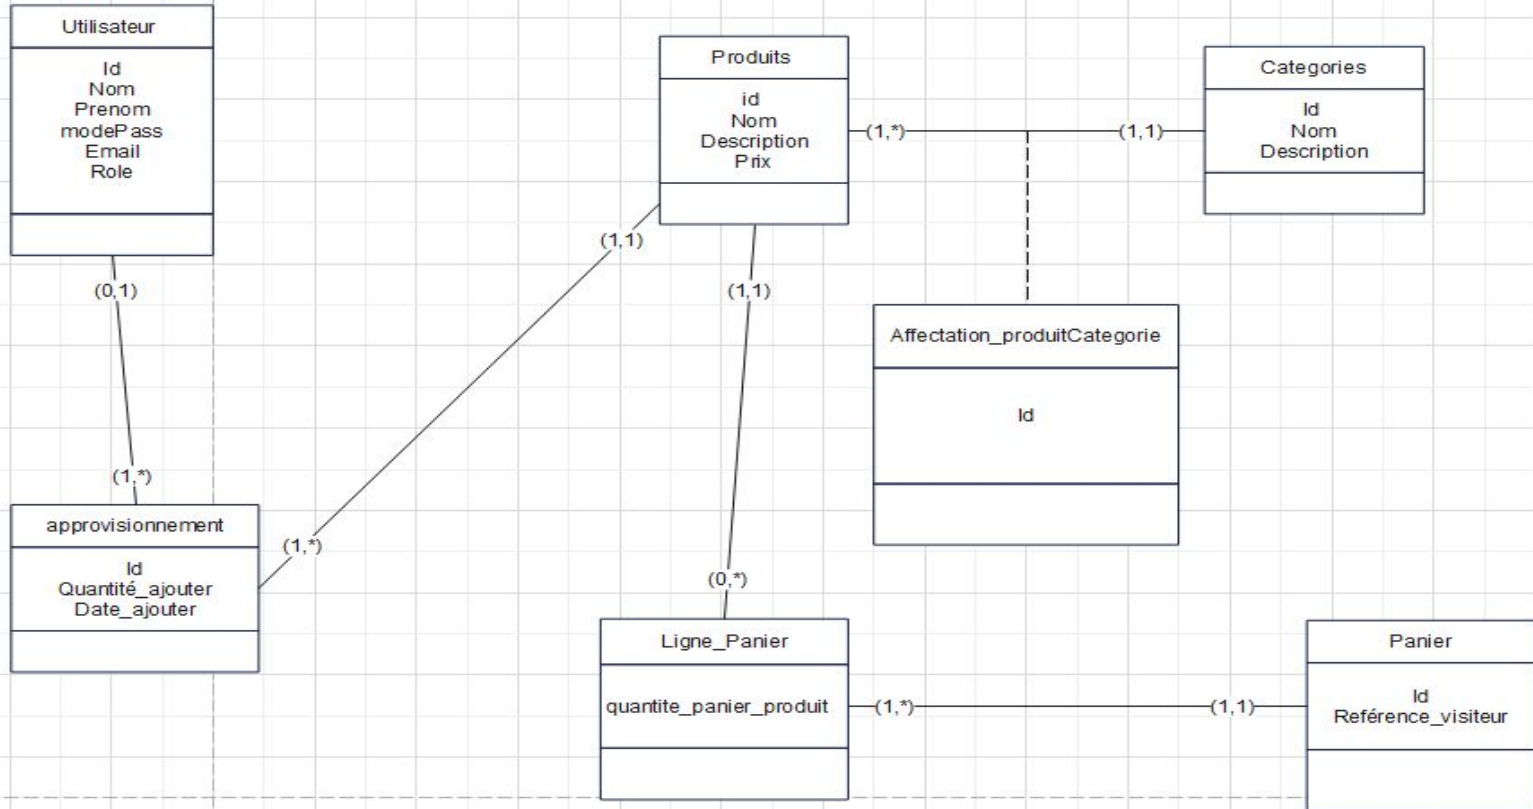 Utilisateur
Id
Nom
Prenom
modePass
Email
Role
(0,1)
(1,*)
approvisionnement
Id
Quantité_ajouter
Date_ajouter
(1,*)
(1,1)
Produits
id
Nom
Description
Prix
(1,*)
(1,1)
Categories
Id
Nom
Description
Affectation_produitCategorie
Id
(1,1)
(0,*)
Ligne_Panier
quantite_panier_produit
(1,*)
(1,1)
Panier
Id
Reférence_visiteur